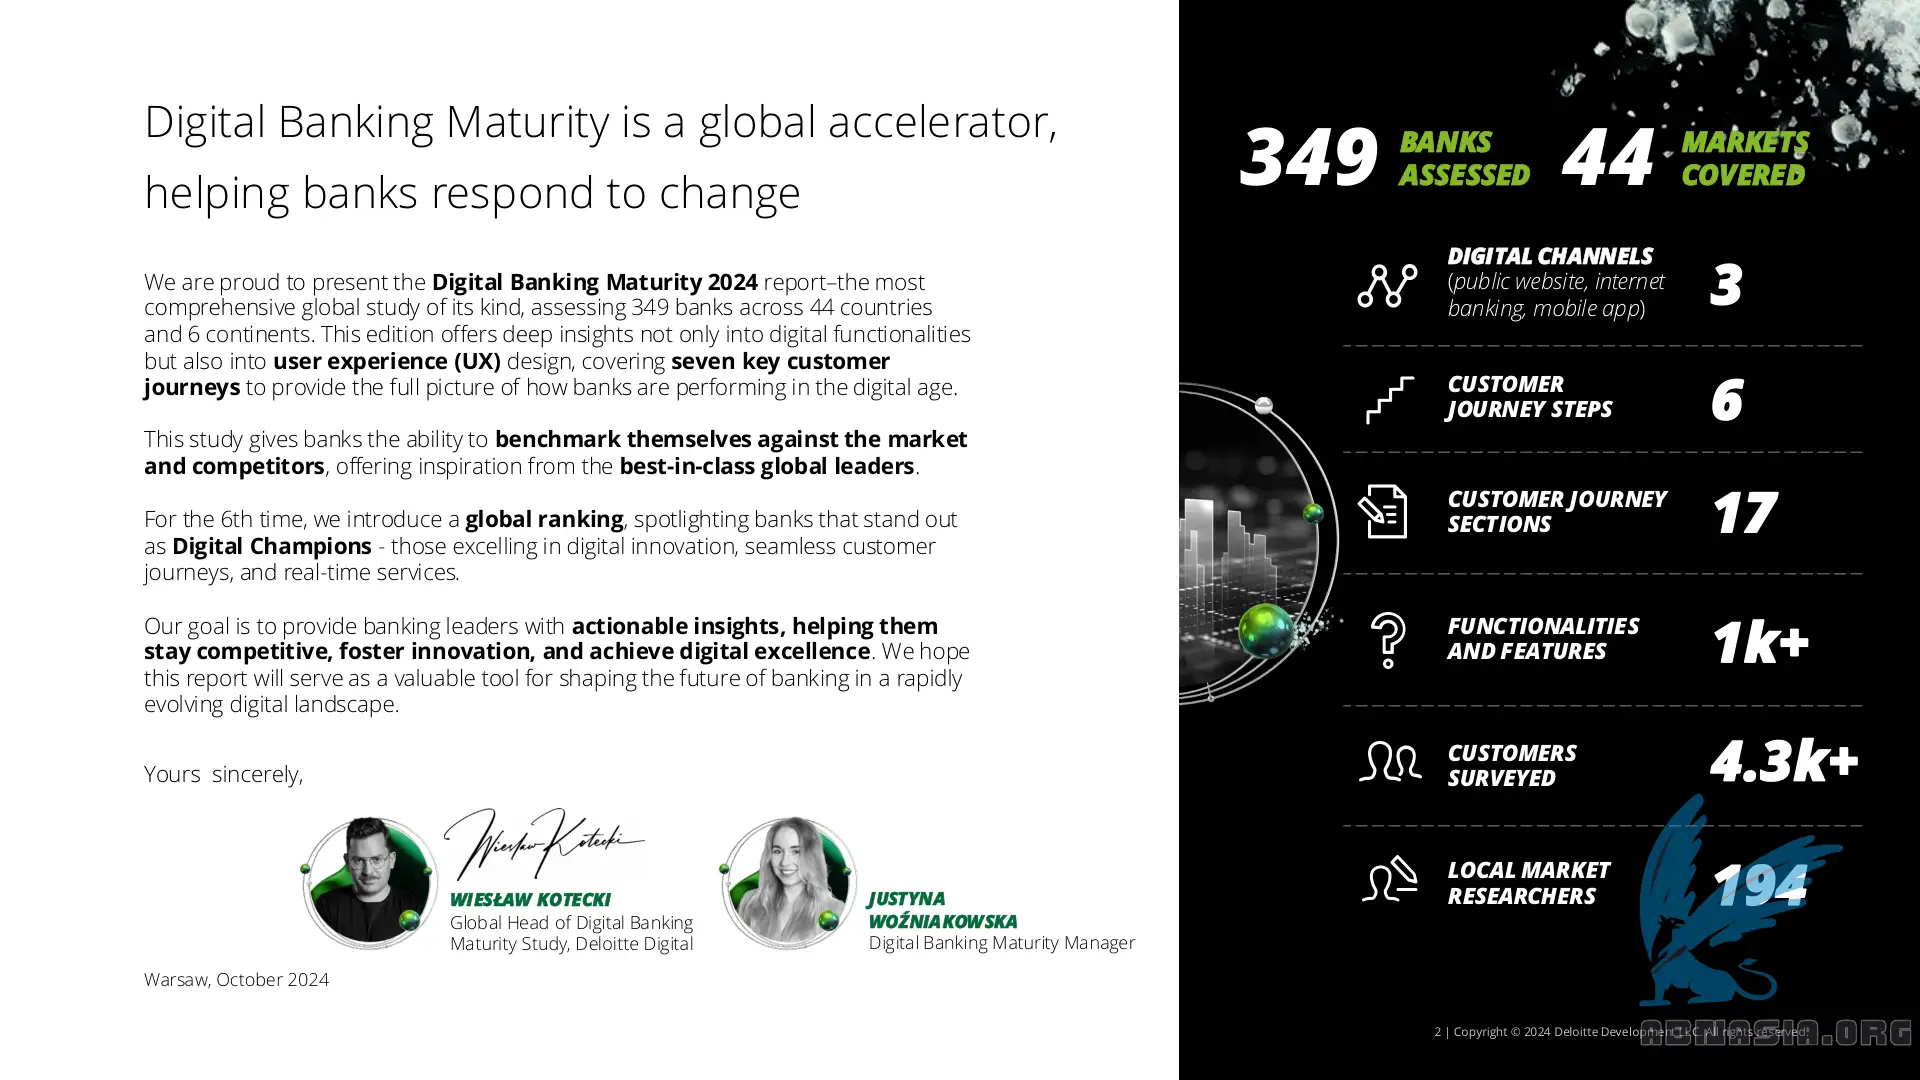 Digital Banking Maturity is a global accelerator,
helping banks respond to change
We are proud to present the Digital Banking Maturity 2024 report–the most
comprehensive global study of its kind, assessing 349 banks across 44 countries
and 6 continents. This edition offers deep insights not only into digital functionalities
but also into user experience (UX) design, covering seven key customer
journeys to provide the full picture of how banks are performing in the digital age.
This study gives banks the ability to benchmark themselves against the market
and competitors, offering inspiration from the best-in-class global leaders.
For the 6th time, we introduce a global ranking, spotlighting banks that stand out
as Digital Champions - those excelling in digital innovation, seamless customer
journeys, and real-time services.
Our goal is to provide banking leaders with actionable insights, helping them
stay competitive, foster innovation, and achieve digital excellence. We hope
this report will serve as a valuable tool for shaping the future of banking in a rapidly
evolving digital landscape.
Yours sincerely,
Wiesław Kotecki
WIESŁAW KOTECKI
Global Head of Digital Banking
Maturity Study, Deloitte Digital
JUSTYNA
WOŹNIAKOWSKA
Digital Banking Maturity Manager
Warsaw, October 2024
349 BANKS
ASSESSED
44 MARKETS
COVERED
DIGITAL CHANNELS
(public website, internet
banking, mobile app)
3
CUSTOMER
JOURNEY STEPS
6
CUSTOMER JOURNEY
SECTIONS
17
FUNCTIONALITIES
AND FEATURES
1k+
CUSTOMERS
SURVEYED
4.3k+
LOCAL MARKET
RESEARCHERS
194
2 | Copyright © 2024 Deloitte Development LLC. All rights reserved.
ABTNASIA.ORG